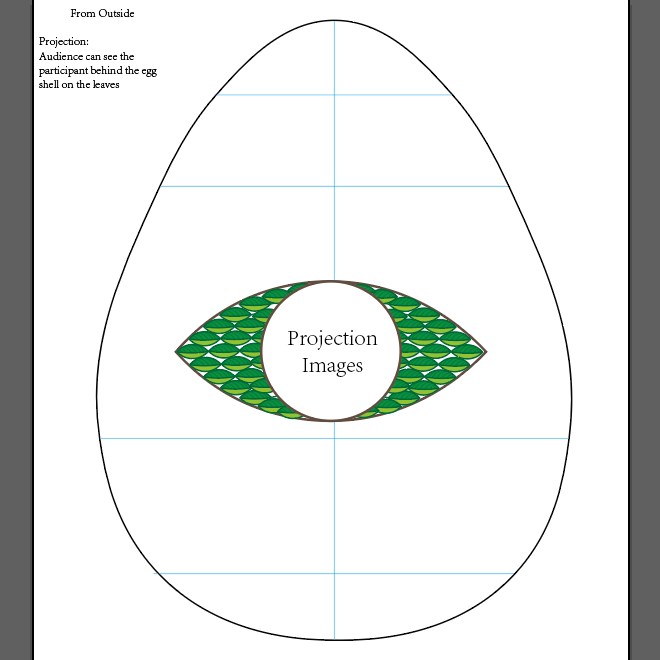 From Outside
Projection:
Audience can see the
participant behind the egg
shell on the leaves
Projection
Images